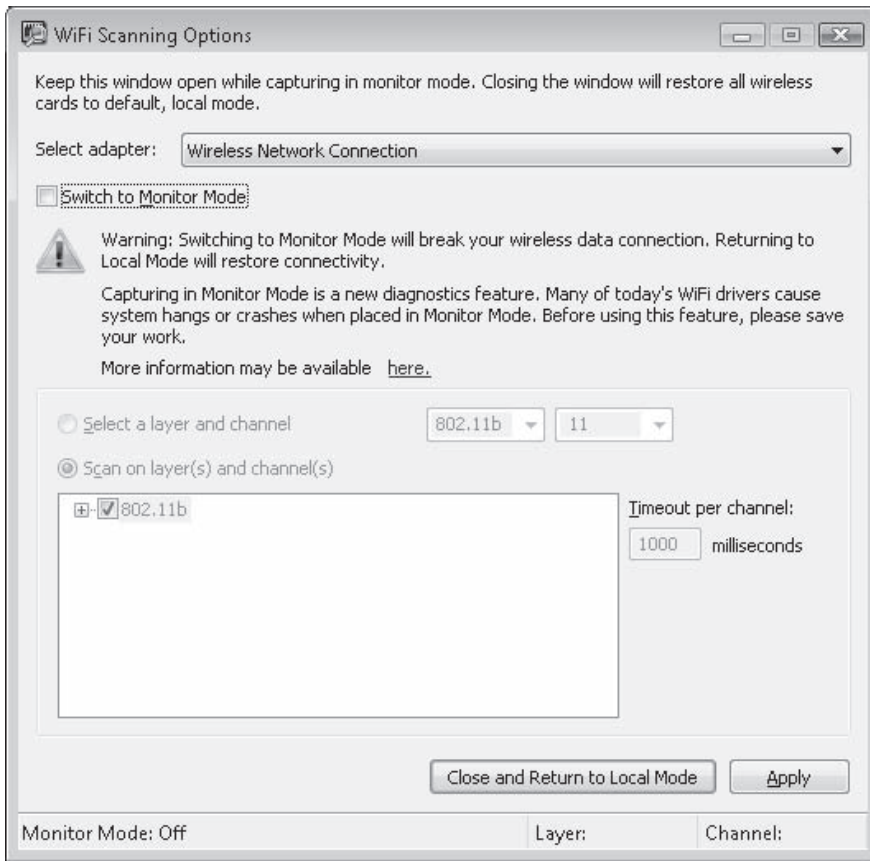 WiFi Scanning Options
Keep this window open while capturing in monitor mode. Closing the window will restore all wireless
cards to default, local mode.
Select adapter: Wireless Network Connection
Switch to Monitor Mode
Warning: Switching to Monitor Mode will break your wireless data connection. Returning to
Local Mode will restore connectivity.
Capturing in Monitor Mode is a new diagnostics feature. Many of today's WiFi drivers cause
system hangs or crashes when placed in Monitor Mode. Before using this feature, please save
your work.
More information may be available here.
Select a layer and channel 802.11b 11
Scan on layer(s) and channel(s)
802.11b
Timeout per channel:
1000 milliseconds
Close and Return to Local Mode Apply
Monitor Mode: Off Layer: Channel: